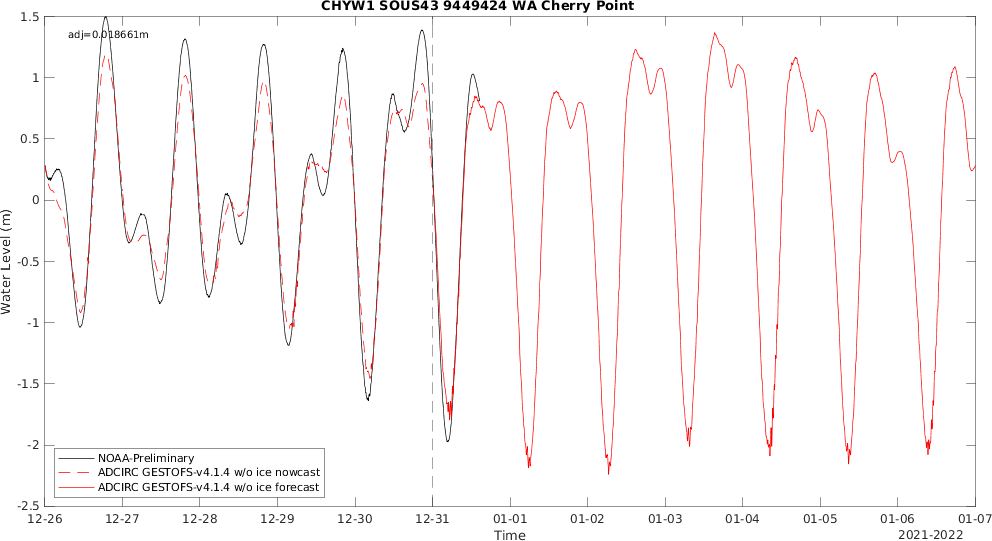 CHYW1 SOUS43 9449424 WA Cherry Point
adj=0.018661m
Water Level (m)
1.5
1
0.5
0
-0.5
-1
-1.5
-2
-2.5
NOAA-Preliminary
ADCIRC GESTOFS-v4.1.4 w/o ice nowcast
ADCIRC GESTOFS-v4.1.4 w/o ice forecast
12-26 12-27 12-28 12-29 12-30 12-31 01-01 01-02 01-03 01-04 01-05 01-06 01-07
Time
2021-2022